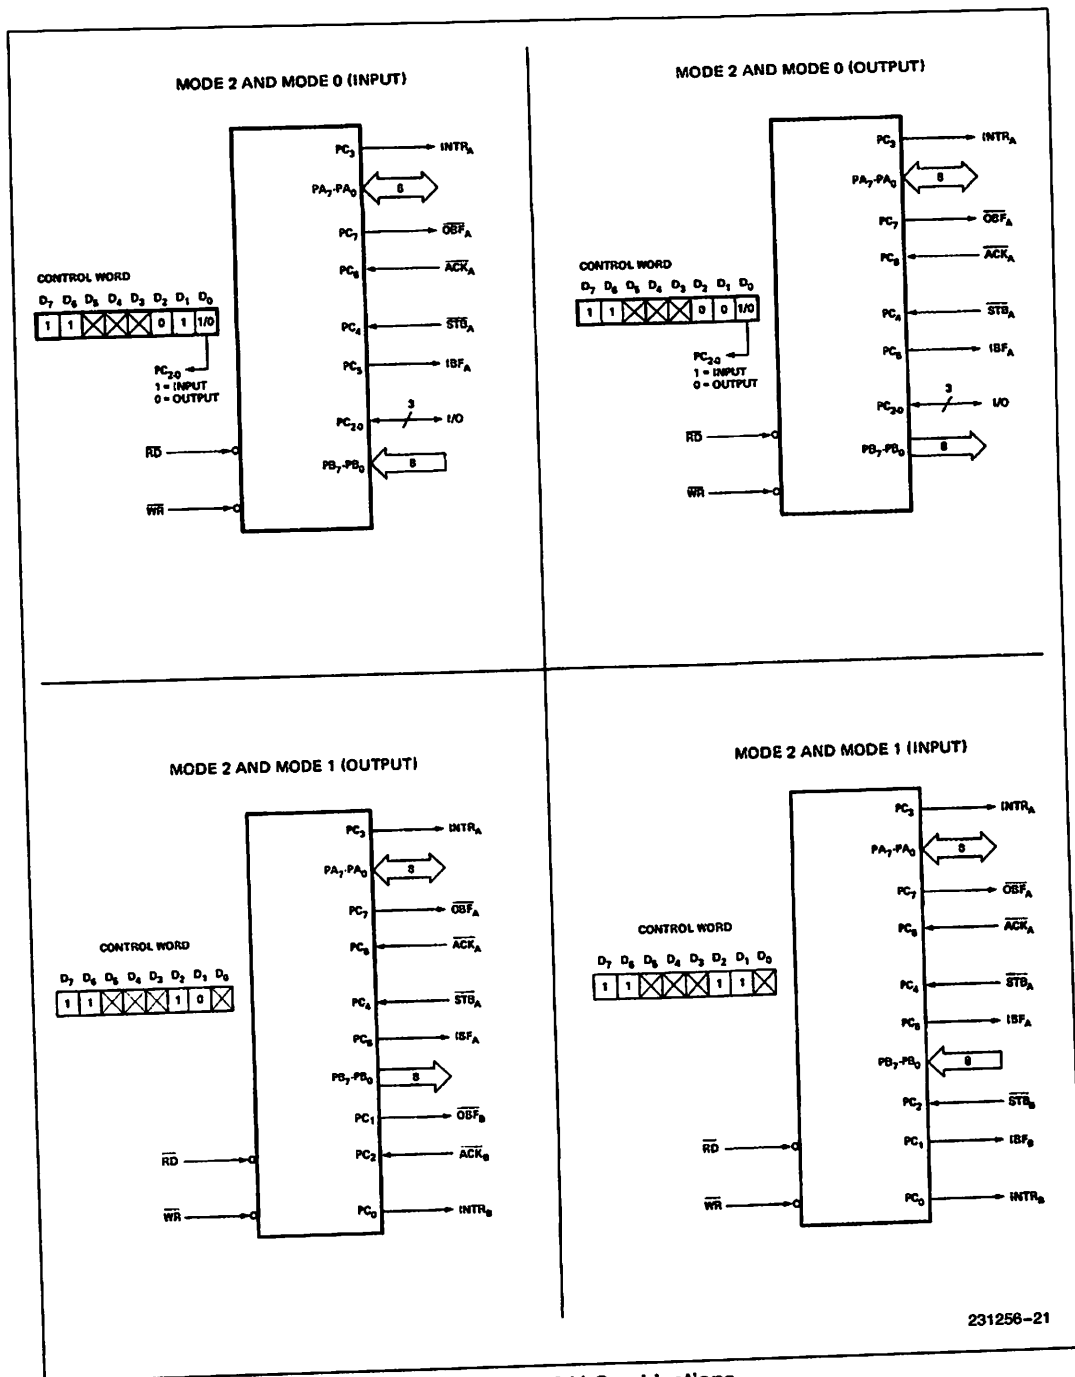 MODE 2 AND MODE 0 (INPUT)
PC3 INTRA
PA7-PA0 8
PC7 OBFA
PC6 ACKA
CONTROL WORD
D7 D6 D5 D4 D3 D2 D1 D0
1 1 X X X 0 1 1/0
PC4 STBA
PC5 IBFA
PC2-0
1 = INPUT
0 = OUTPUT
PC2-0 3 I/O
RD
PB7-PB0 8
WR
MODE 2 AND MODE 0 (OUTPUT)
PC3 INTRA
PA7-PA0 8
PC7 OBFA
PC6 ACKA
CONTROL WORD
D7 D6 D5 D4 D3 D2 D1 D0
1 1 X X X 0 0 1/0
PC4 STBA
PC5 IBFA
PC2-0
1 = INPUT
0 = OUTPUT
PC2-0 3 I/O
RD
PB7-PB0 8
WR
MODE 2 AND MODE 1 (OUTPUT)
PC3 INTRA
PA7-PA0 8
PC7 OBFA
PC6 ACKA
CONTROL WORD
D7 D6 D5 D4 D3 D2 D1 D0
1 1 X X X 1 0 X
PC4 STBA
PC5 IBFA
PB7-PB0 8
PC1 OBFB
RD
PC2 ACKB
WR
PC0 INTRB
MODE 2 AND MODE 1 (INPUT)
PC3 INTRA
PA7-PA0 8
PC7 OBFA
PC6 ACKA
CONTROL WORD
D7 D6 D5 D4 D3 D2 D1 D0
1 1 X X X 1 1 X
PC4 STBA
PC5 IBFA
PB7-PB0 8
PC2 STBB
RD
PC1 IBFB
WR
PC0 INTRB
231256-21